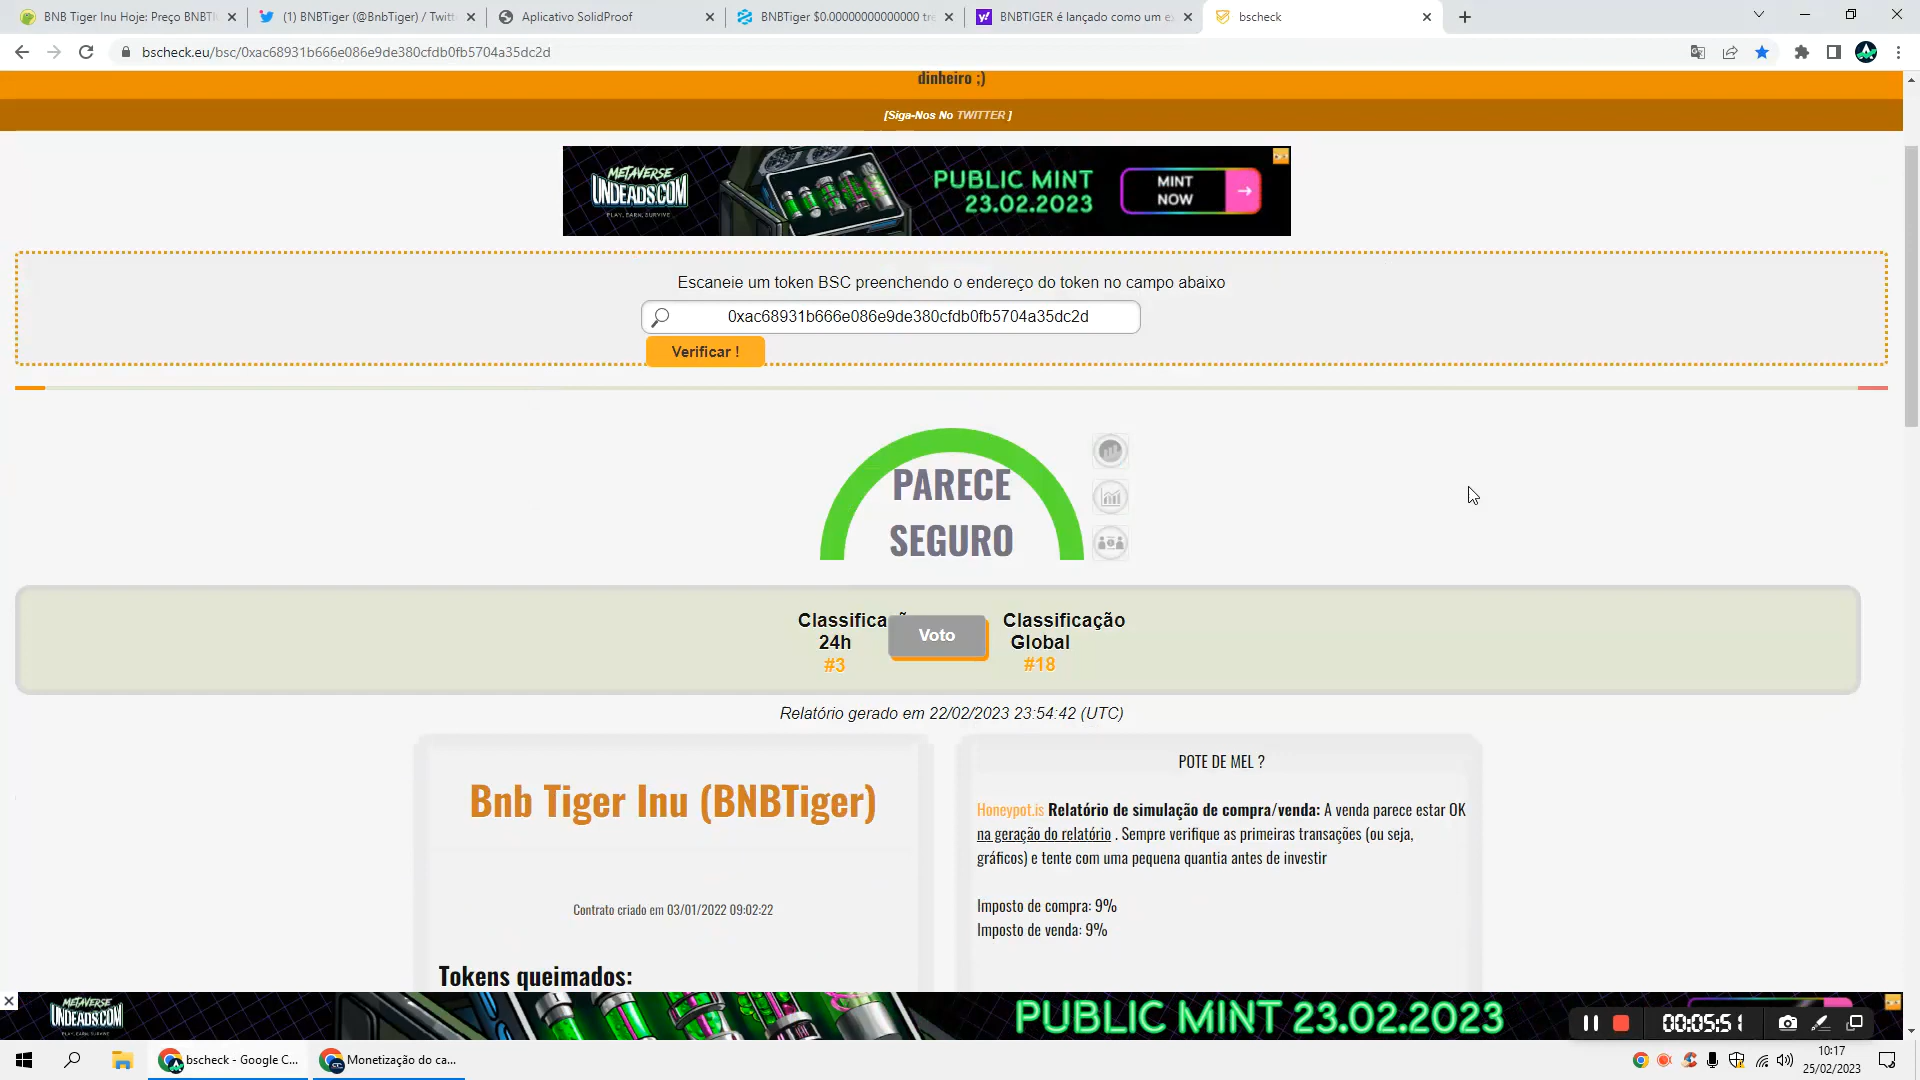 BNB Tiger Inu Hoje: Preço BNBTI
(1) BNBTiger (@BnbTiger) / Twitt
Aplicativo SolidProof
BNBTiger $0.00000000000000 tre
BNBTIGER é lançado como um ex
bscheck
bscheck.eu/bsc/0xac68931b666e086e9de380cfdb0fb5704a35dc2d
dinheiro ;)
[Siga-Nos No TWITTER ]
METAVERSE
UNDEADS.COM
PLAY, EARN, SURVIVE
PUBLIC MINT
23.02.2023
MINT
NOW
Escaneie um token BSC preenchendo o endereço do token no campo abaixo
0xac68931b666e086e9de380cfdb0fb5704a35dc2d
Verificar !
PARECE
SEGURO
Classificaçã
24h
#3
Voto
Classificação
Global
#18
Relatório gerado em 22/02/2023 23:54:42 (UTC)
Bnb Tiger Inu (BNBTiger)
Contrato criado em 03/01/2022 09:02:22
Tokens queimados:
POTE DE MEL ?
Honeypot.is Relatório de simulação de compra/venda: A venda parece estar OK
na geração do relatório . Sempre verifique as primeiras transações (ou seja,
gráficos) e tente com uma pequena quantia antes de investir
Imposto de compra: 9%
Imposto de venda: 9%
METAVERSE
UNDEADS.COM
PUBLIC MINT 23.02.2023
00:05:51
bscheck - Google C...
Monetização do ca...
10:17
25/02/2023